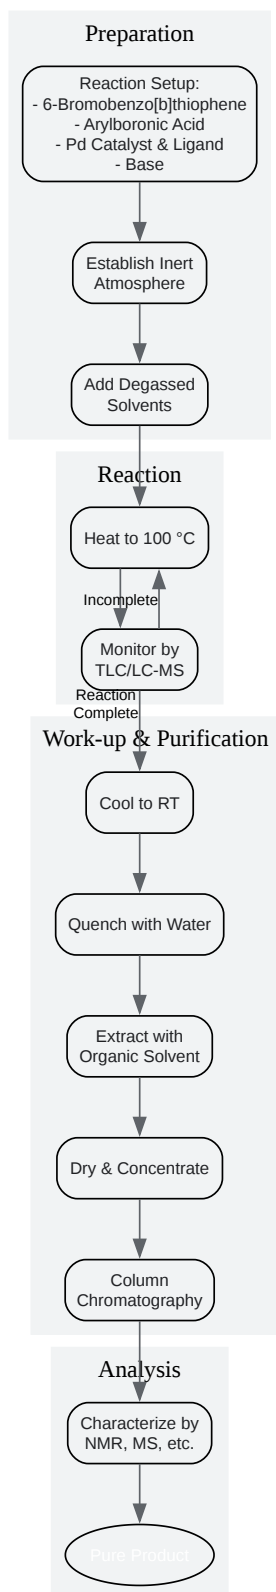 Preparation
Reaction Setup:
- 6-Bromobenzo[b]thiophene
- Arylboronic Acid
- Pd Catalyst & Ligand
- Base
Establish Inert
Atmosphere
Add Degassed
Solvents
Reaction
Heat to 100 °C
Incomplete
Monitor by
TLC/LC-MS
Reaction
Complete
Work-up & Purification
Cool to RT
Quench with Water
Extract with
Organic Solvent
Dry & Concentrate
Column
Chromatography
Analysis
Characterize by
NMR, MS, etc.
Pure Product